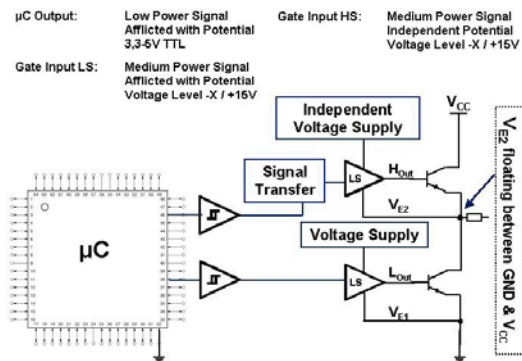 µC Output:
Low Power Signal
Afflicted with Potential
3,3-5V TTL
Gate Input HS:
Medium Power Signal
Independent Potential
Voltage Level -X / +15V
Gate Input LS:
Medium Power Signal
Afflicted with Potential
Voltage Level -X / +15V
Independent
Voltage Supply
VCC
Signal
Transfer
LS
HOut
VE2
µC
Voltage Supply
LS
LOut
VE1
VE2 floating between GND & VCC